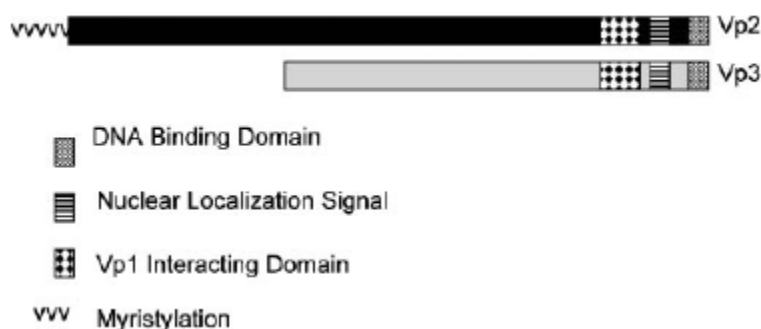 Vp2
Vp3
DNA Binding Domain
Nuclear Localization Signal
Vp1 Interacting Domain
Myristylation